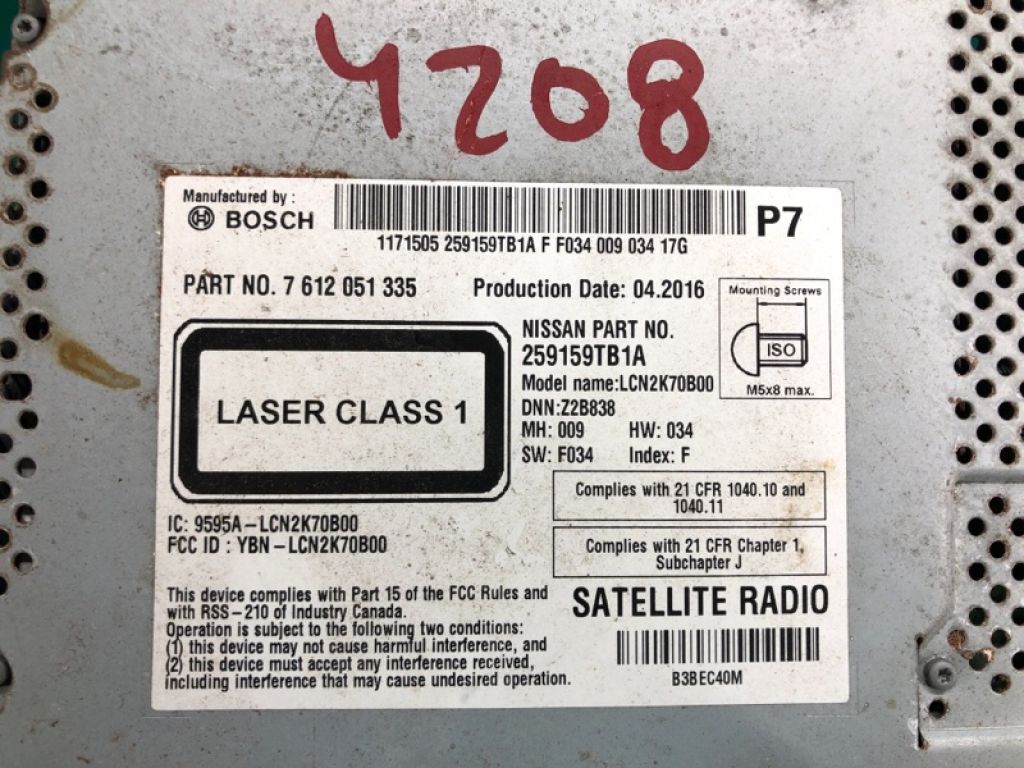 4208
Manufactured by :
BOSCH
P7
1171505 259159TB1A F F034 009 034 17G
PART NO. 7 612 051 335
Production Date: 04.2016
Mounting Screws
ISO
M5x8 max.
LASER CLASS 1
NISSAN PART NO.
259159TB1A
Model name:LCN2K70B00
DNN:Z2B838
MH: 009 HW: 034
SW: F034 Index: F
Complies with 21 CFR 1040.10 and
1040.11
Complies with 21 CFR Chapter 1,
Subchapter J
IC: 9595A-LCN2K70B00
FCC ID : YBN-LCN2K70B00
This device complies with Part 15 of the FCC Rules and
with RSS-210 of Industry Canada.
Operation is subject to the following two conditions:
(1) this device may not cause harmful interference, and
(2) this device must accept any interference received,
including interference that may cause undesired operation.
SATELLITE RADIO
B3BEC40M